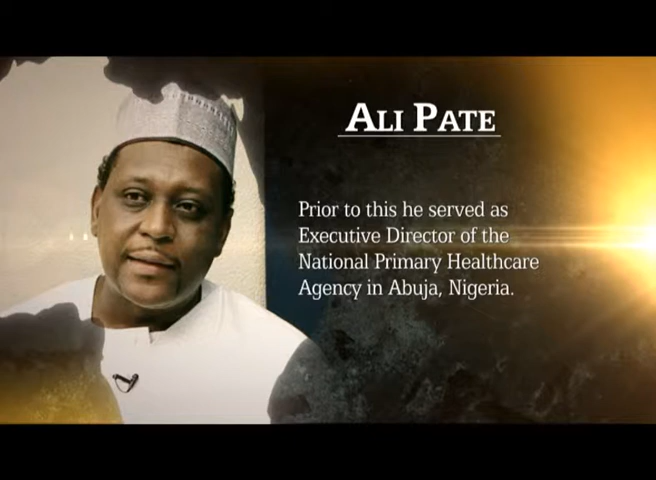 ALI PATE
Prior to this he served as
Executive Director of the
National Primary Healthcare
Agency in Abuja, Nigeria.